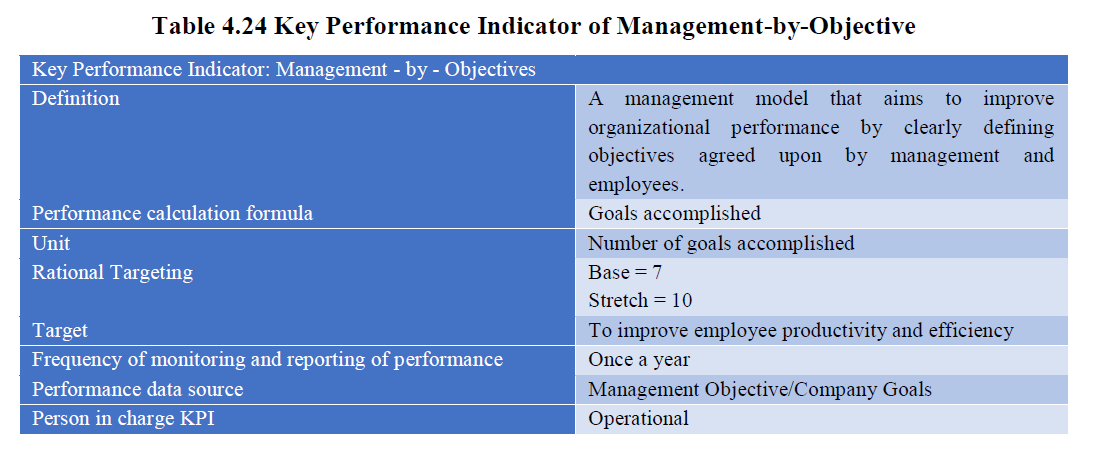 Table 4.24 Key Performance Indicator of Management-by-Objective
Key Performance Indicator: Management - by - Objectives
Definition
A management model that aims to improve
organizational performance by clearly defining
objectives agreed upon by management and
employees.
Performance calculation formula
Goals accomplished
Unit
Number of goals accomplished
Rational Targeting
Base = 7
Stretch = 10
Target
To improve employee productivity and efficiency
Frequency of monitoring and reporting of performance
Once a year
Performance data source
Management Objective/Company Goals
Person in charge KPI
Operational